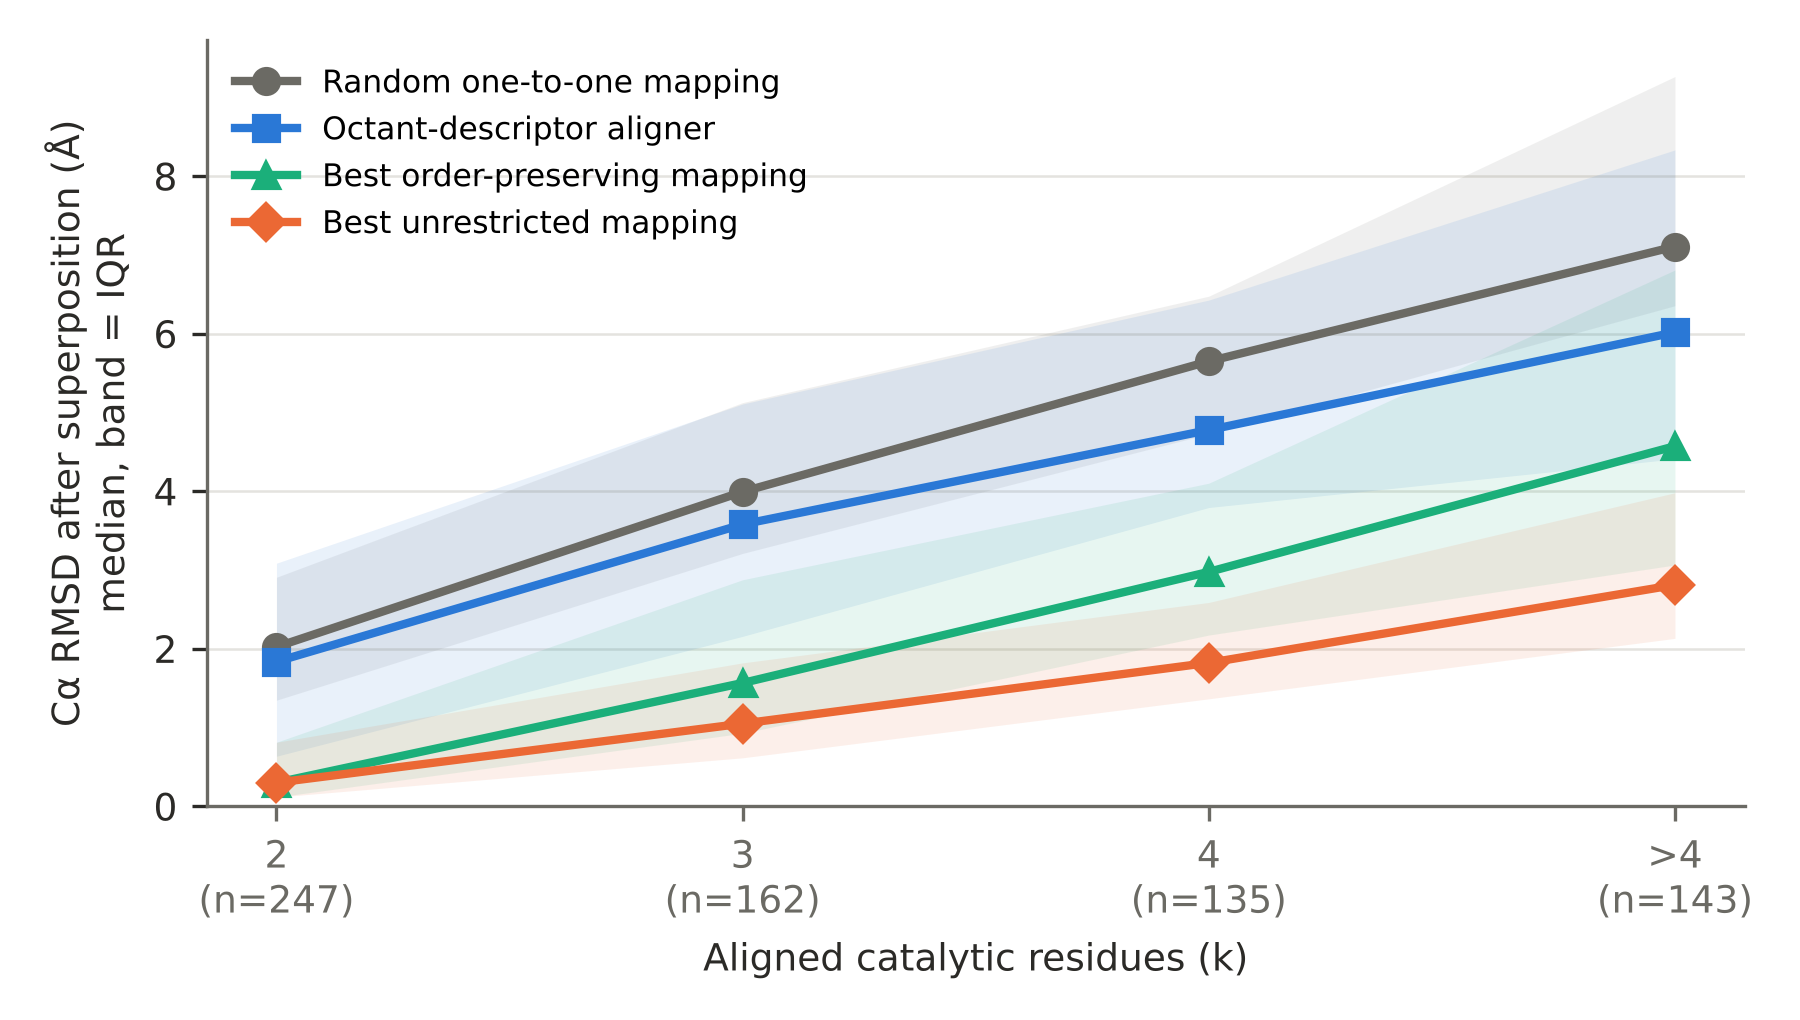 Cα RMSD after superposition (Å)
median, band = IQR
Random one-to-one mapping
Octant-descriptor aligner
Best order-preserving mapping
Best unrestricted mapping
8
6
4
2
0
2 3 4 >4
(n=247) (n=162) (n=135) (n=143)
Aligned catalytic residues (k)